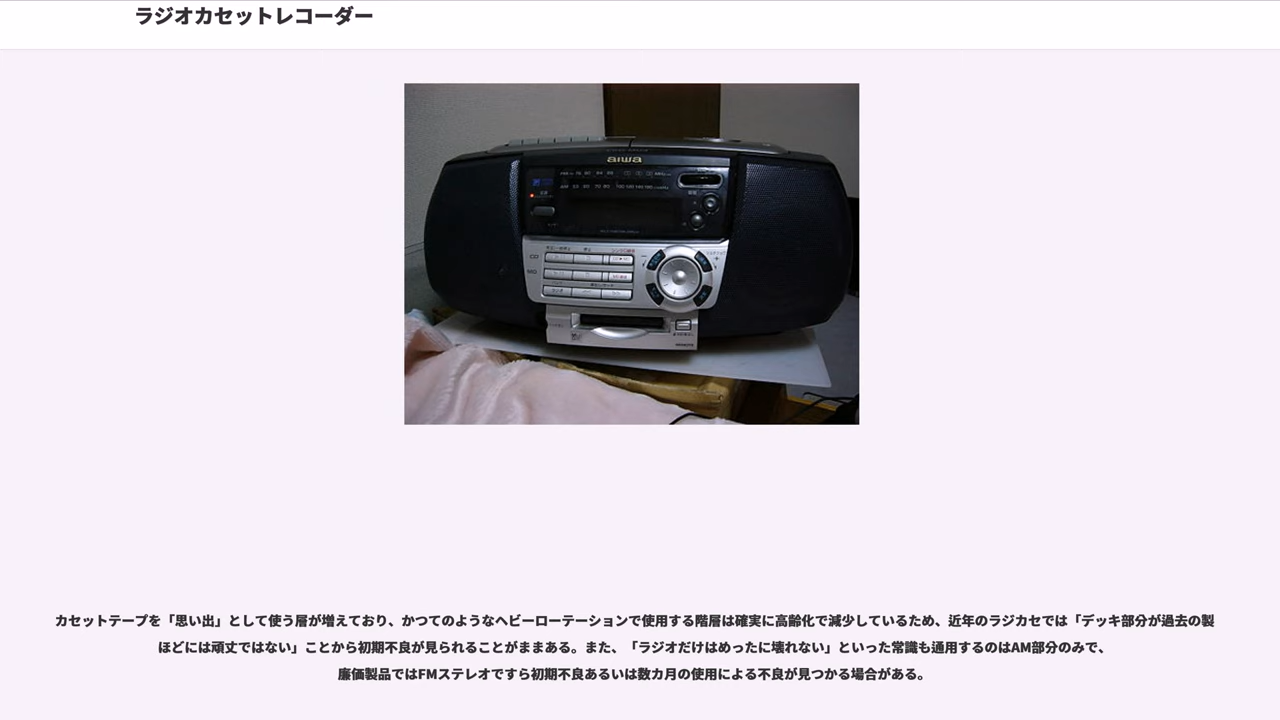 ラジオカセットレコーダー
aiwa
カセットテープを「思い出」として使う層が増えており、かつてのようなヘビーローテーションで使用する階層は確実に高齢化で減少しているため、近年のラジカセでは「デッキ部分が過去の製
ほどには頑丈ではない」ことから初期不良が見られることがままある。また、「ラジオだけはめったに壊れない」といった常識も通用するのはAM部分のみで、
廉価製品ではFMステレオですら初期不良あるいは数カ月の使用による不良が見つかる場合がある。